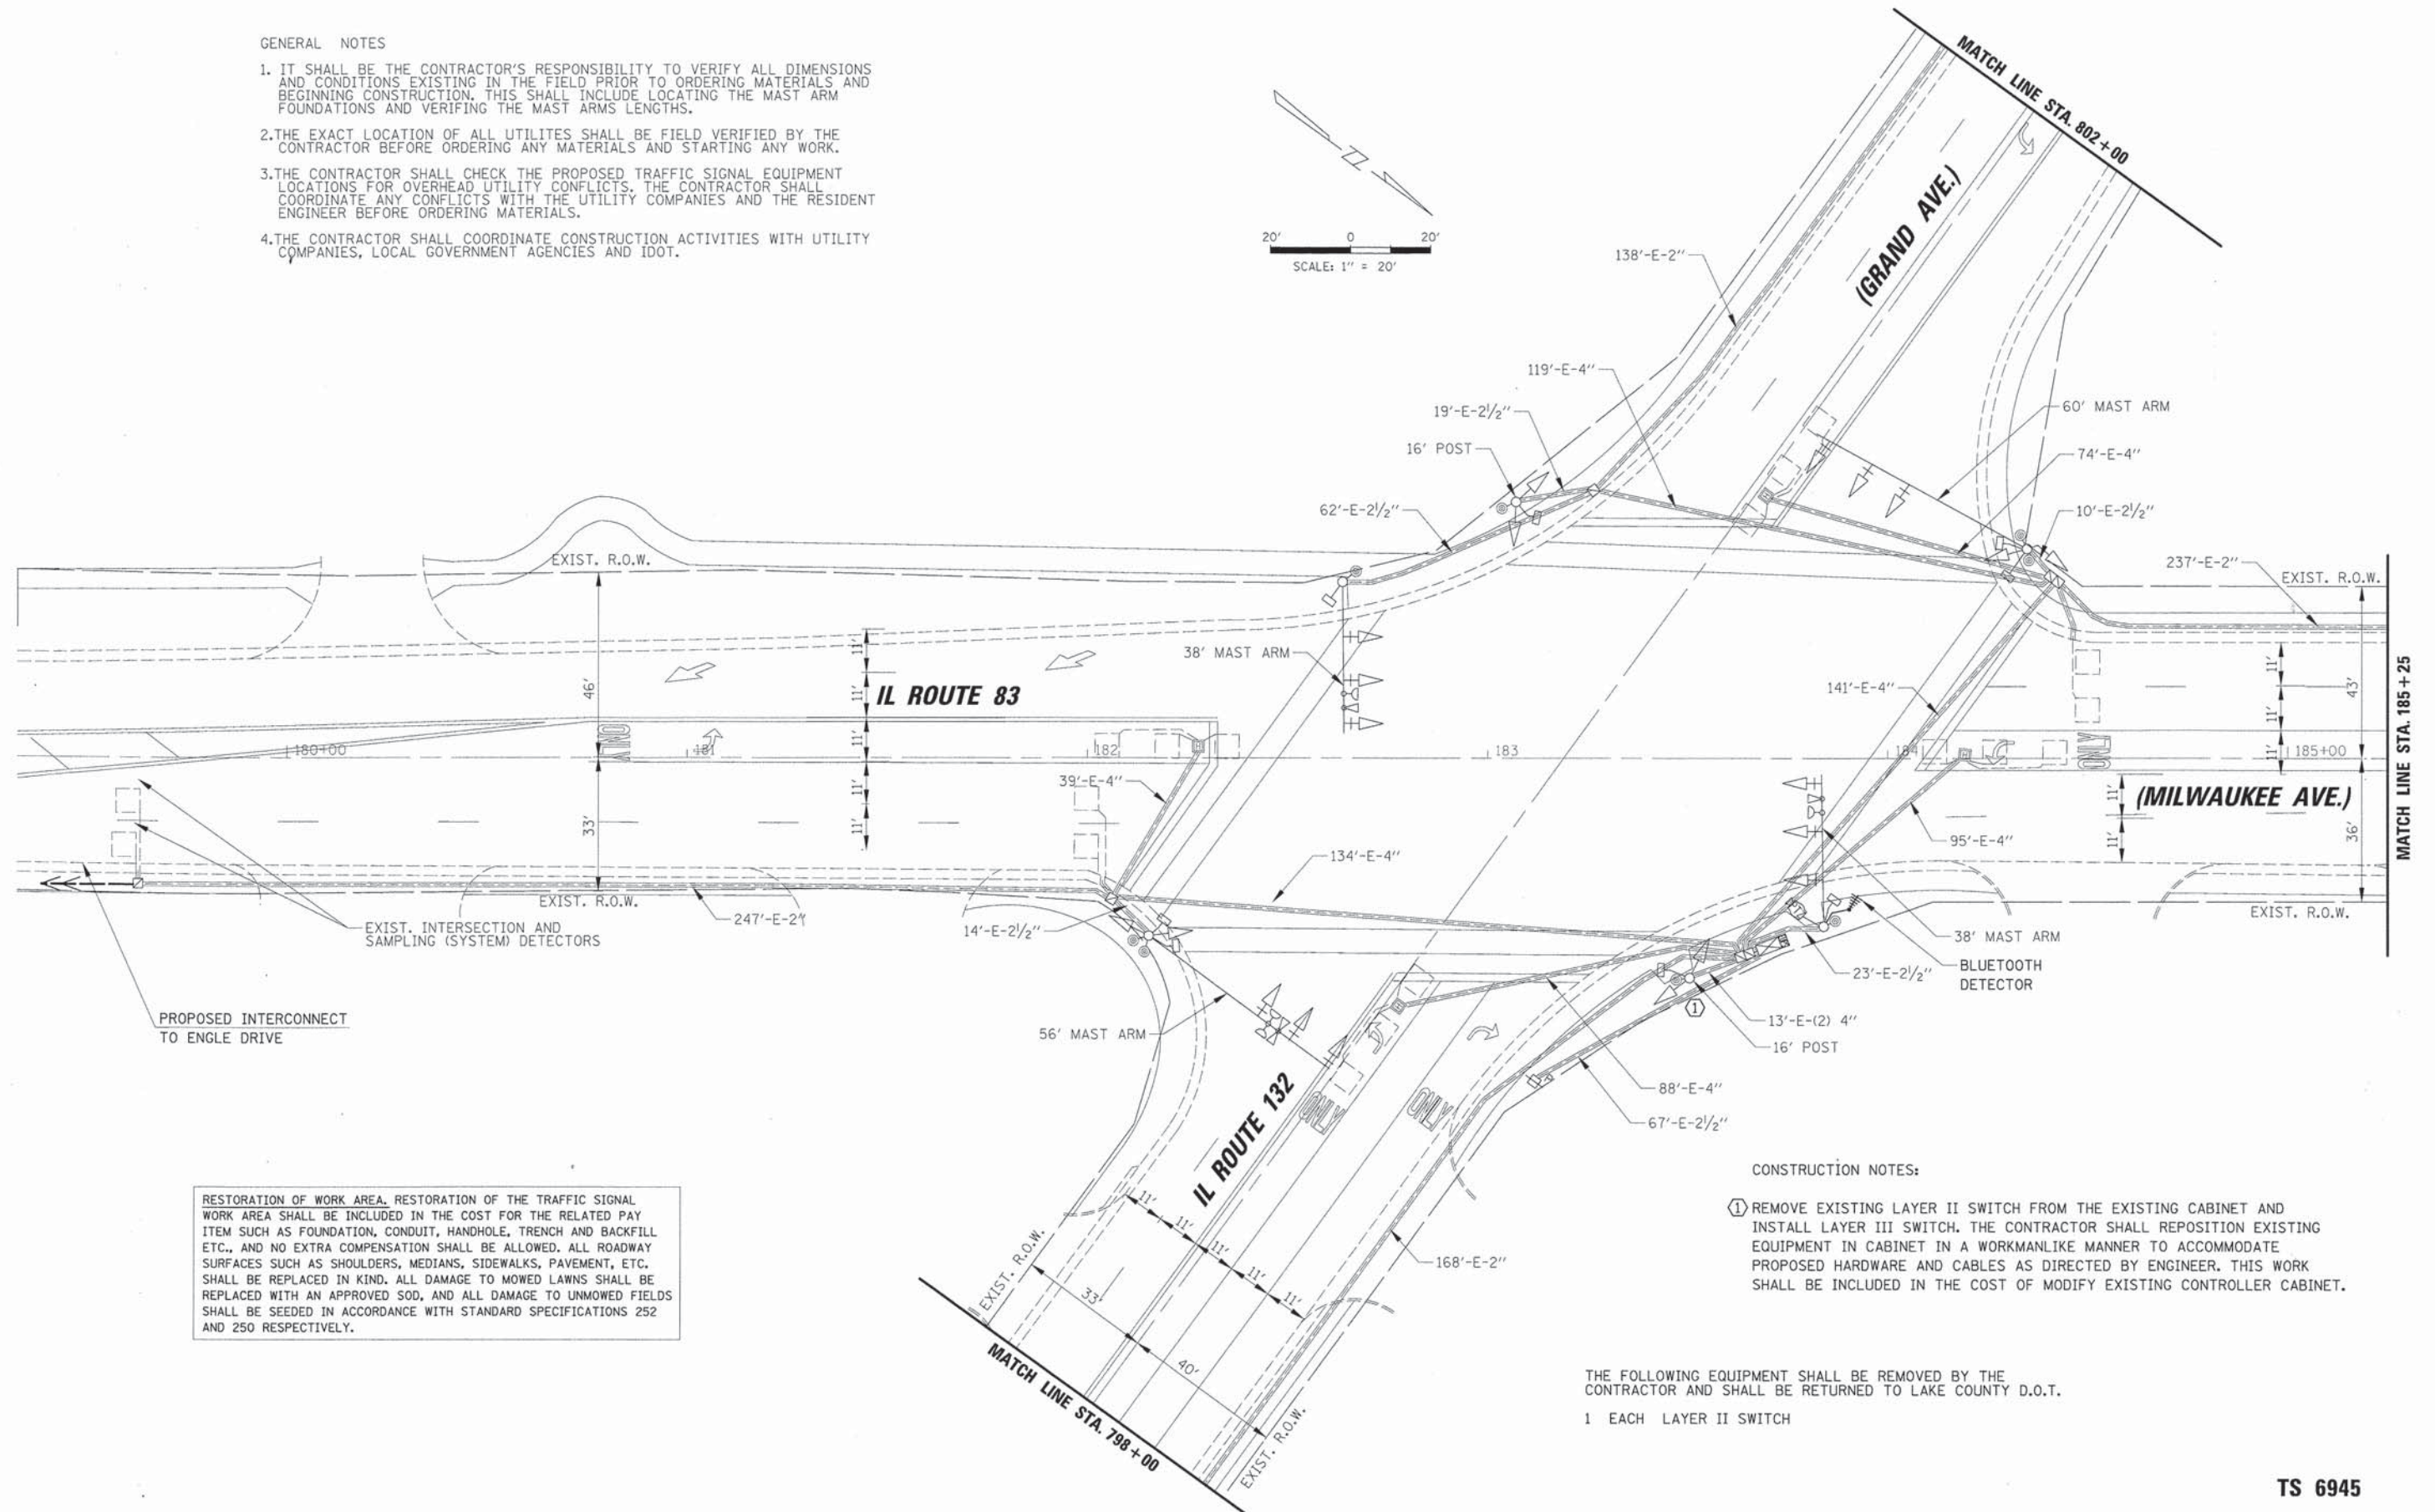 GENERAL NOTES
1. IT SHALL BE THE CONTRACTOR'S RESPONSIBILITY TO VERIFY ALL DIMENSIONS
AND CONDITIONS EXISTING IN THE FIELD PRIOR TO ORDERING MATERIALS AND
BEGINNING CONSTRUCTION. THIS SHALL INCLUDE LOCATING THE MAST ARM
FOUNDATIONS AND VERIFING THE MAST ARMS LENGTHS.
2.THE EXACT LOCATION OF ALL UTILITES SHALL BE FIELD VERIFIED BY THE
CONTRACTOR BEFORE ORDERING ANY MATERIALS AND STARTING ANY WORK.
3.THE CONTRACTOR SHALL CHECK THE PROPOSED TRAFFIC SIGNAL EQUIPMENT
LOCATIONS FOR OVERHEAD UTILITY CONFLICTS. THE CONTRACTOR SHALL
COORDINATE ANY CONFLICTS WITH THE UTILITY COMPANIES AND THE RESIDENT
ENGINEER BEFORE ORDERING MATERIALS.
4.THE CONTRACTOR SHALL COORDINATE CONSTRUCTION ACTIVITIES WITH UTILITY
COMPANIES, LOCAL GOVERNMENT AGENCIES AND IDOT.
N
20' 0 20'
SCALE: 1" = 20'
MATCH LINE STA. 802+00
(GRAND AVE.)
138'-E-2"
119'-E-4"
19'-E-2½"
16' POST
62'-E-2½"
60' MAST ARM
74'-E-4"
10'-E-2½"
237'-E-2"
EXIST. R.O.W.
EXIST. R.O.W.
38' MAST ARM
46'
11'
11'
11'
11'
11'
33'
IL ROUTE 83
ONLY
180+00
181
182
183
184
185+00
141'-E-4"
ONLY
11'
11'
11'
43'
11'
11'
36'
(MILWAUKEE AVE.)
MATCH LINE STA. 185+25
39'-E-4"
95'-E-4"
134'-E-4"
EXIST. R.O.W.
247'-E-2"
14'-E-2½"
EXIST. INTERSECTION AND
SAMPLING (SYSTEM) DETECTORS
EXIST. R.O.W.
38' MAST ARM
BLUETOOTH
DETECTOR
23'-E-2½"
1
13'-E-(2) 4"
16' POST
PROPOSED INTERCONNECT
TO ENGLE DRIVE
56' MAST ARM
88'-E-4"
67'-E-2½"
IL ROUTE 132
ONLY
ONLY
168'-E-2"
11'
11'
11'
11'
11'
EXIST. R.O.W.
33'
40'
EXIST. R.O.W.
MATCH LINE STA. 798+00
RESTORATION OF WORK AREA. RESTORATION OF THE TRAFFIC SIGNAL
WORK AREA SHALL BE INCLUDED IN THE COST FOR THE RELATED PAY
ITEM SUCH AS FOUNDATION, CONDUIT, HANDHOLE, TRENCH AND BACKFILL
ETC., AND NO EXTRA COMPENSATION SHALL BE ALLOWED. ALL ROADWAY
SURFACES SUCH AS SHOULDERS, MEDIANS, SIDEWALKS, PAVEMENT, ETC.
SHALL BE REPLACED IN KIND. ALL DAMAGE TO MOWED LAWNS SHALL BE
REPLACED WITH AN APPROVED SOD, AND ALL DAMAGE TO UNMOWED FIELDS
SHALL BE SEEDED IN ACCORDANCE WITH STANDARD SPECIFICATIONS 252
AND 250 RESPECTIVELY.
CONSTRUCTION NOTES:
1 REMOVE EXISTING LAYER II SWITCH FROM THE EXISTING CABINET AND
INSTALL LAYER III SWITCH. THE CONTRACTOR SHALL REPOSITION EXISTING
EQUIPMENT IN CABINET IN A WORKMANLIKE MANNER TO ACCOMMODATE
PROPOSED HARDWARE AND CABLES AS DIRECTED BY ENGINEER. THIS WORK
SHALL BE INCLUDED IN THE COST OF MODIFY EXISTING CONTROLLER CABINET.
THE FOLLOWING EQUIPMENT SHALL BE REMOVED BY THE
CONTRACTOR AND SHALL BE RETURNED TO LAKE COUNTY D.O.T.
1 EACH LAYER II SWITCH
TS 6945